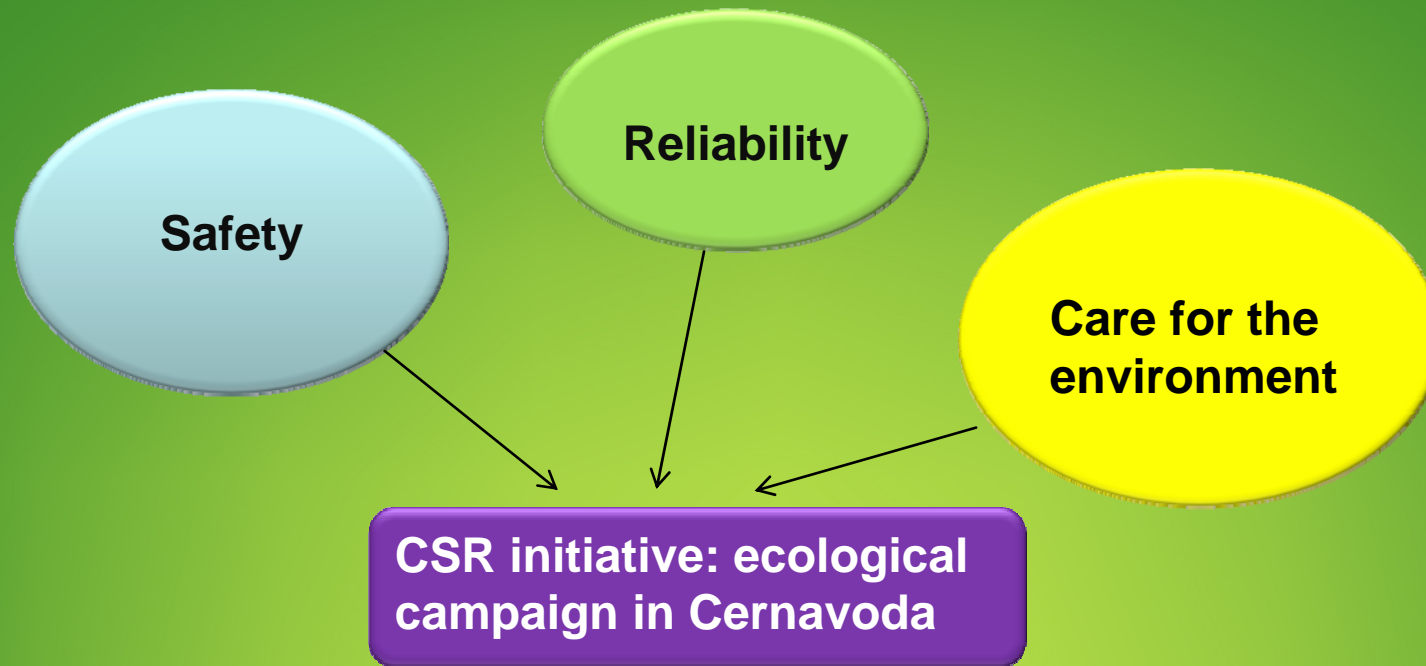 Safety
Reliability
Care for the
environment
CSR initiative: ecological
campaign in Cernavoda